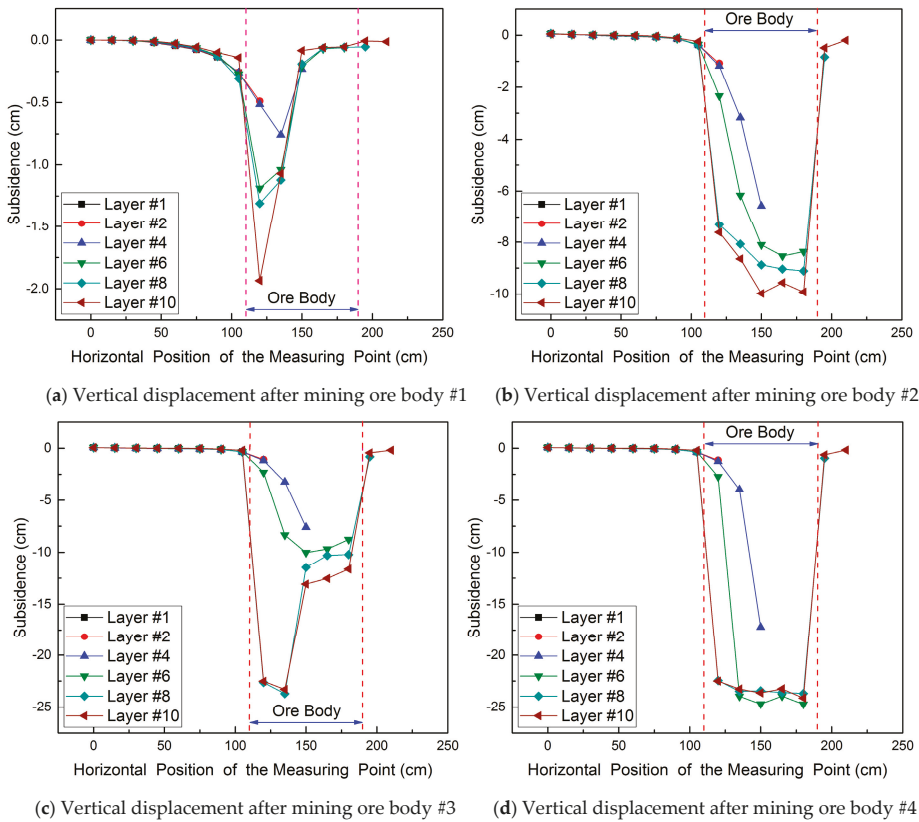 0.0
-0.5
-1.0
-1.5
-2.0
Subsidence (cm)
Layer #1
Layer #2
Layer #4
Layer #6
Layer #8
Layer #10
Ore Body
0 50 100 150 200 250
Horizontal Position of the Measuring Point (cm)
(a) Vertical displacement after mining ore body #1
0
-2
-4
-6
-8
-10
Subsidence (cm)
Ore Body
Layer #1
Layer #2
Layer #4
Layer #6
Layer #8
Layer #10
0 50 100 150 200 250
Horizontal Position of the Measuring Point (cm)
(b) Vertical displacement after mining ore body #2
0
-5
-10
-15
-20
-25
Subsidence (cm)
Layer #1
Layer #2
Layer #4
Layer #6
Layer #8
Layer #10
Ore Body
0 50 100 150 200 250
Horizontal Position of the Measuring Point (cm)
(c) Vertical displacement after mining ore body #3
0
-5
-10
-15
-20
-25
Subsidence (cm)
Ore Body
Layer #1
Layer #2
Layer #4
Layer #6
Layer #8
Layer #10
0 50 100 150 200 250
Horizontal Position of the Measuring Point (cm)
(d) Vertical displacement after mining ore body #4